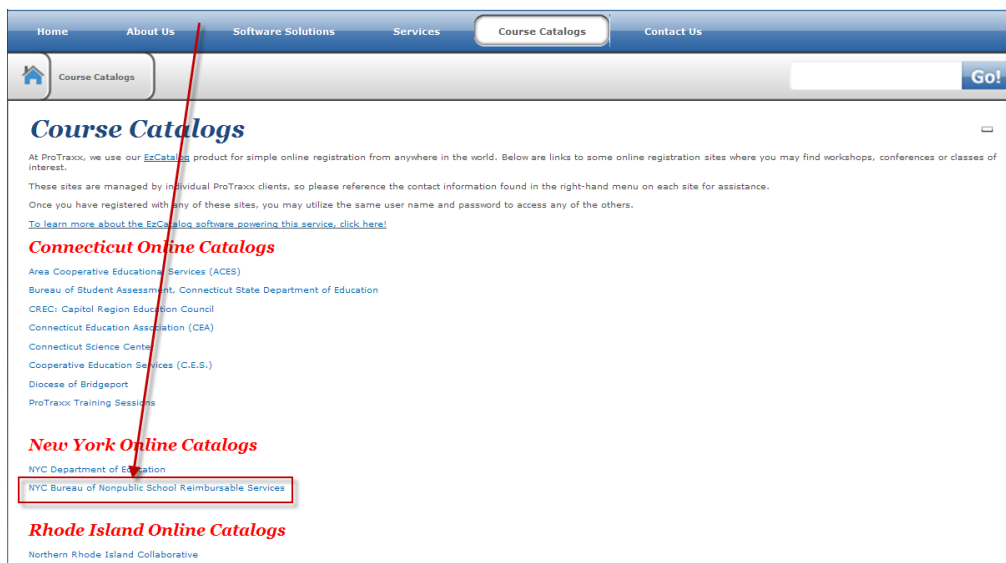 Home About Us Software Solutions Services Course Catalogs Contact Us
Course Catalogs Go!
Course Catalogs
At ProTraxx, we use our EzCatalog product for simple online registration from anywhere in the world. Below are links to some online registration sites where you may find workshops, conferences or classes of
interest.
These sites are managed by individual ProTraxx clients, so please reference the contact information found in the right-hand menu on each site for assistance.
Once you have registered with any of these sites, you may utilize the same user name and password to access any of the others.
To learn more about the EzCatalog software powering this service, click here!
Connecticut Online Catalogs
Area Cooperative Educational Services (ACES)
Bureau of Student Assessment, Connecticut State Department of Education
CREC: Capitol Region Education Council
Connecticut Education Association (CEA)
Connecticut Science Center
Cooperative Education Services (C.E.S.)
Diocese of Bridgeport
ProTraxx Training Sessions
New York Online Catalogs
NYC Department of Education
NYC Bureau of Nonpublic School Reimbursable Services
Rhode Island Online Catalogs
Northern Rhode Island Collaborative